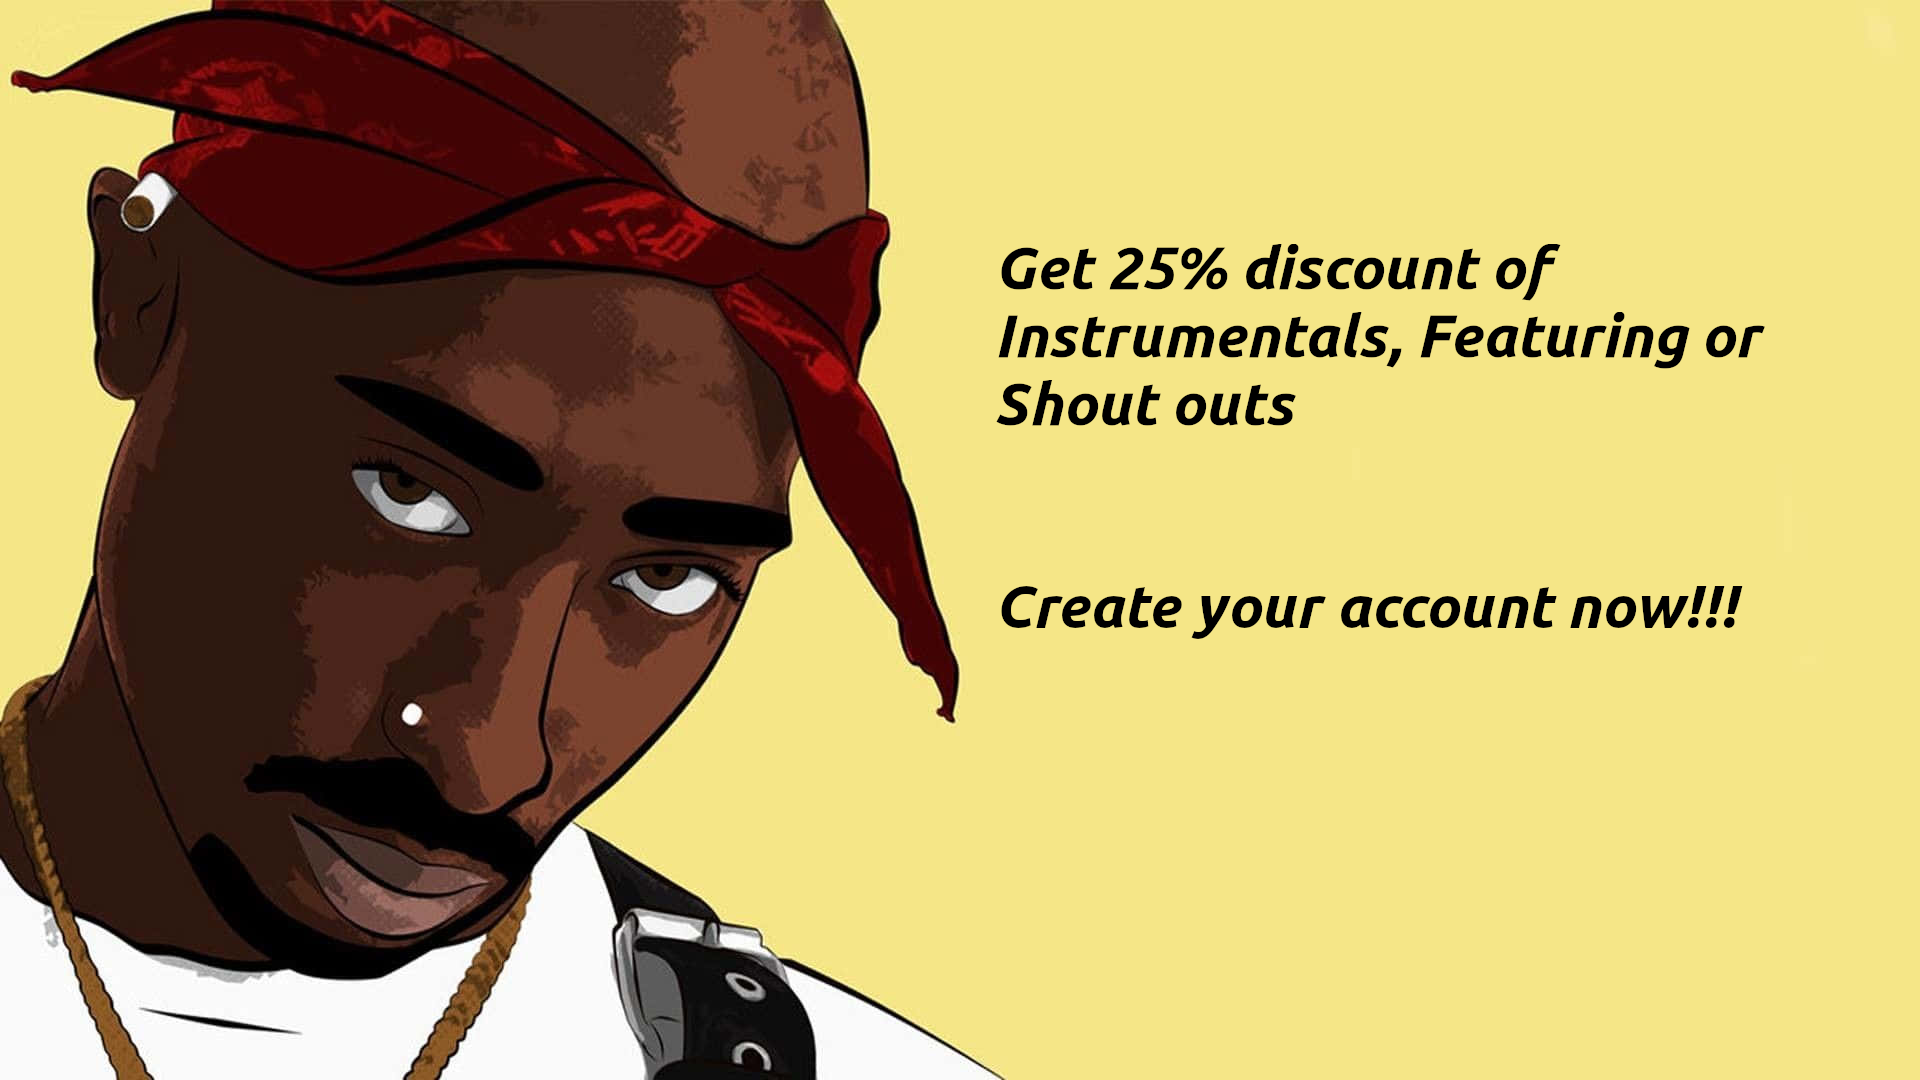 Get 25% discount of
Instrumentals, Featuring or
Shout outs
Create your account now!!!